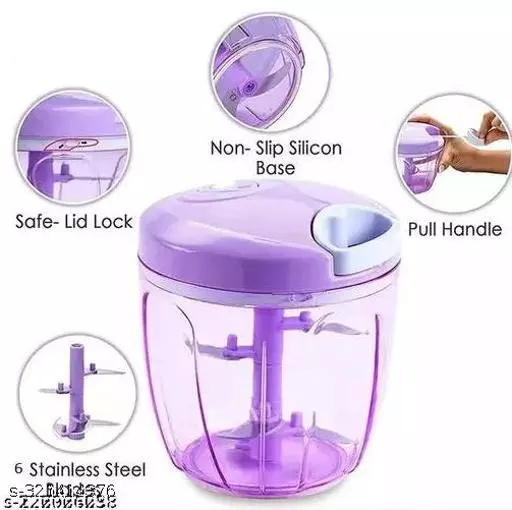 Non- Slip Silicon
Base
Safe- Lid Lock
Pull Handle
6 Stainless Steel